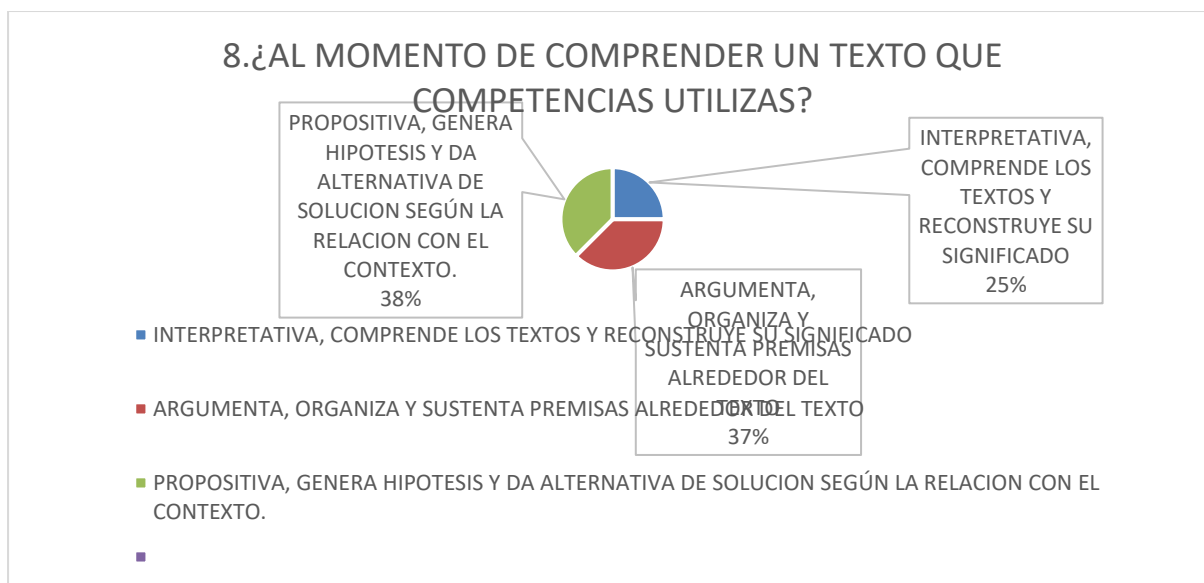 8.¿AL MOMENTO DE COMPRENDER UN TEXTO QUE
COMPETENCIAS UTILIZAS?
PROPOSITIVA, GENERA
HIPOTESIS Y DA
ALTERNATIVA DE
SOLUCION SEGÚN LA
RELACION CON EL
CONTEXTO.
38%
INTERPRETATIVA,
COMPRENDE LOS
TEXTOS Y
RECONSTRUYE SU
SIGNIFICADO
25%
ARGUMENTA,
ORGANIZA Y
SUSTENTA PREMISAS
ALREDEDOR DEL
TEXTO
37%
INTERPRETATIVA, COMPRENDE LOS TEXTOS Y RECONSTRUYE SU SIGNIFICADO
ARGUMENTA, ORGANIZA Y SUSTENTA PREMISAS ALREDEDOR DEL TEXTO
PROPOSITIVA, GENERA HIPOTESIS Y DA ALTERNATIVA DE SOLUCION SEGÚN LA RELACION CON EL
CONTEXTO.